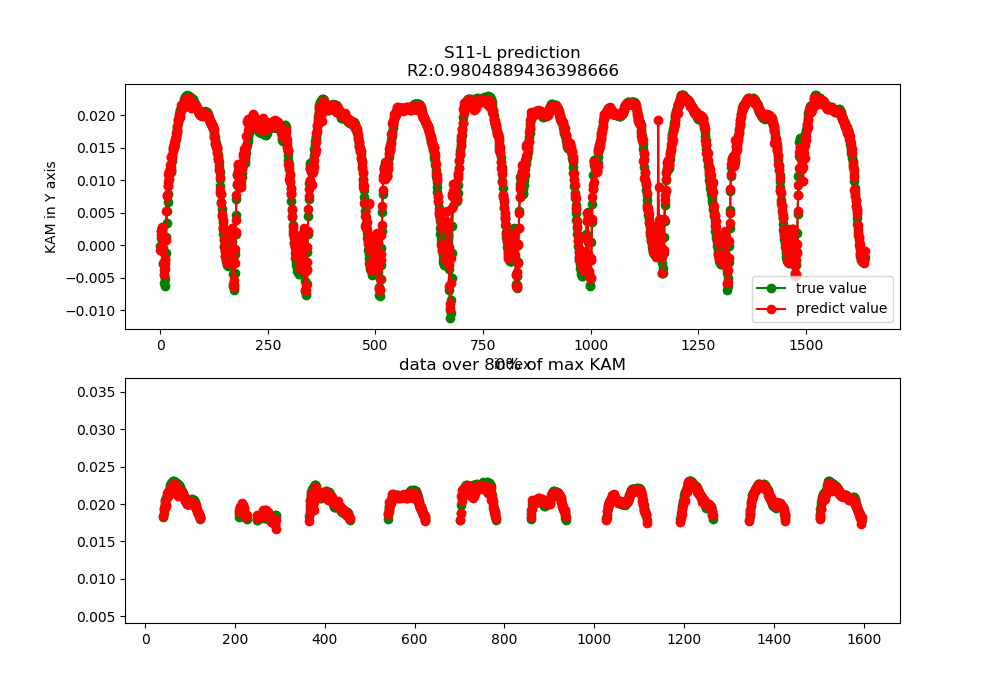 S11-L prediction
R2:0.9804889436398666
KAM in Y axis
0.020
0.015
0.010
0.005
0.000
−0.005
−0.010
true value
predict value
0 250 500 750 1000 1250 1500
index
data over 80% of max KAM
0.035
0.030
0.025
0.020
0.015
0.010
0.005
0 200 400 600 800 1000 1200 1400 1600